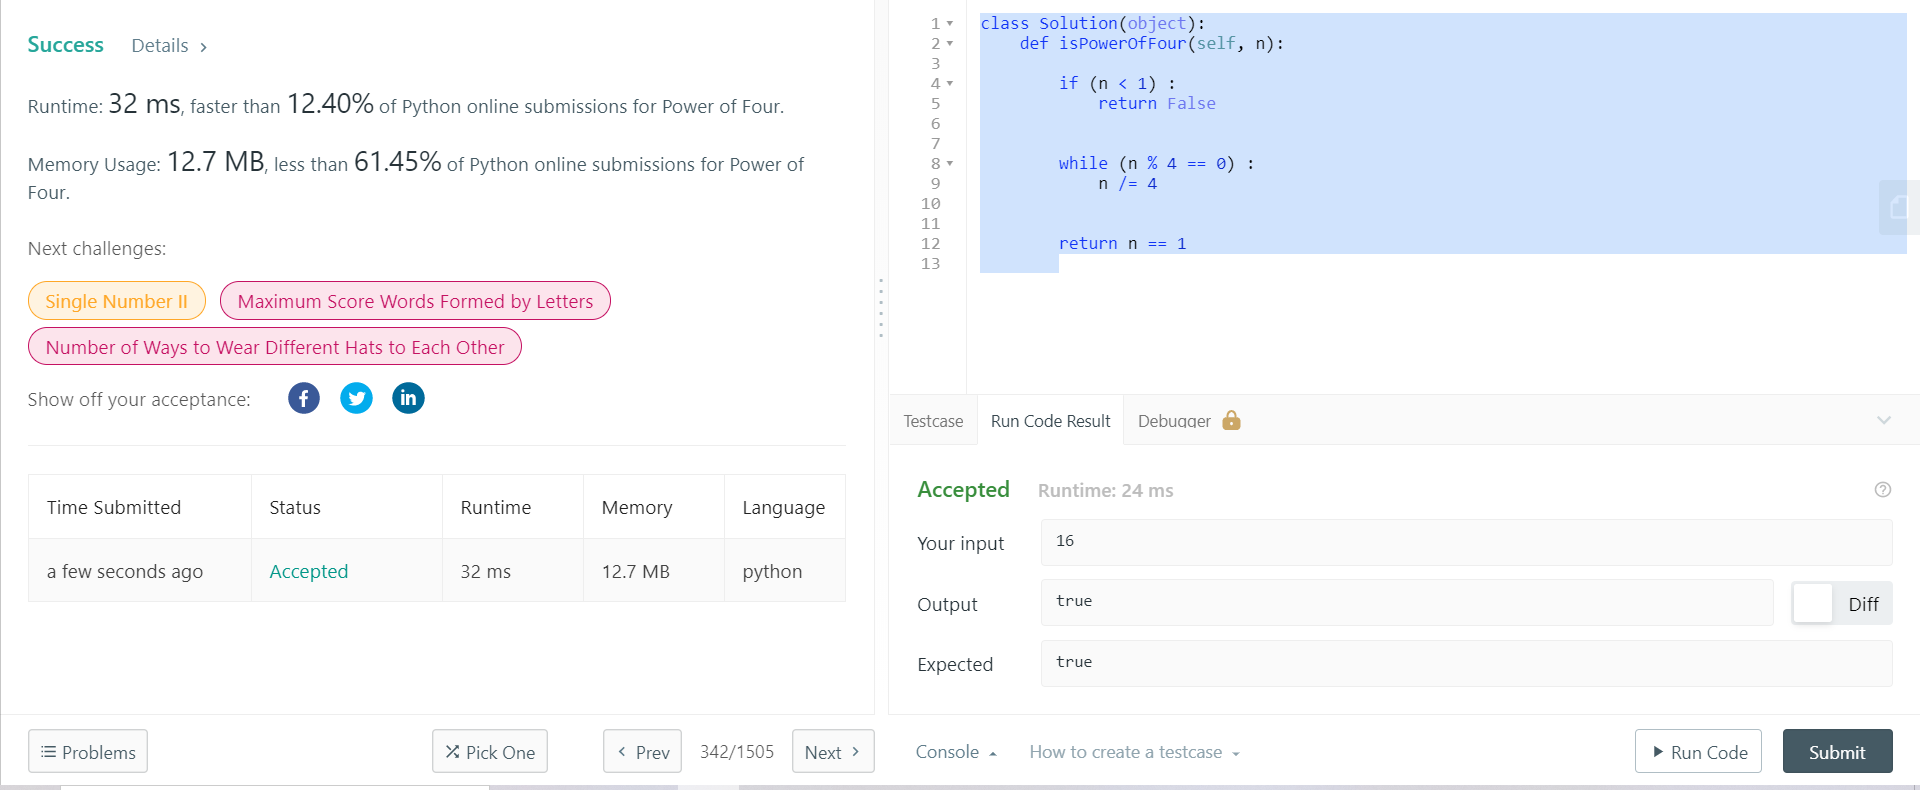 Success Details >
Runtime: 32 ms, faster than 12.40% of Python online submissions for Power of Four.
Memory Usage: 12.7 MB, less than 61.45% of Python online submissions for Power of
Four.
Next challenges:
Single Number II Maximum Score Words Formed by Letters
Number of Ways to Wear Different Hats to Each Other
Show off your acceptance:
Time Submitted Status Runtime Memory Language
a few seconds ago Accepted 32 ms 12.7 MB python
Problems Pick One < Prev 342/1505 Next >
1 class Solution(object):
2     def isPowerOfFour(self, n):
3
4         if (n < 1) :
5             return False
6
7
8         while (n % 4 == 0) :
9             n /= 4
10
11
12         return n == 1
13
Testcase Run Code Result Debugger
Accepted Runtime: 24 ms
Your input 16
Output true Diff
Expected true
Console How to create a testcase Run Code Submit